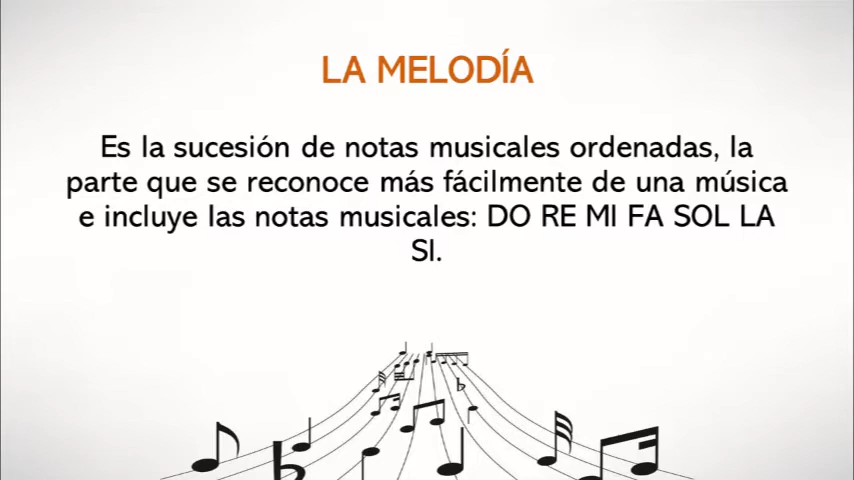 LA MELODÍA
Es la sucesión de notas musicales ordenadas, la
parte que se reconoce más fácilmente de una música
e incluye las notas musicales: DO RE MI FA SOL LA
SI.